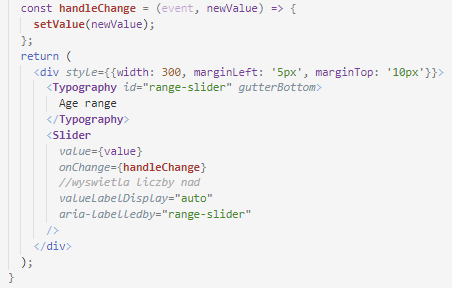 const handleChange = (event, newValue) => {
setValue(newValue);
};
return (
<div style={{width: 300, marginLeft: '5px', marginTop: '10px'}}>
<Typography id="range-slider" gutterBottom>
Age range
</Typography>
<Slider
value={value}
onChange={handleChange}
//wyswietla liczby nad
valueLabelDisplay="auto"
aria-labelledby="range-slider"
/>
</div>
);
}